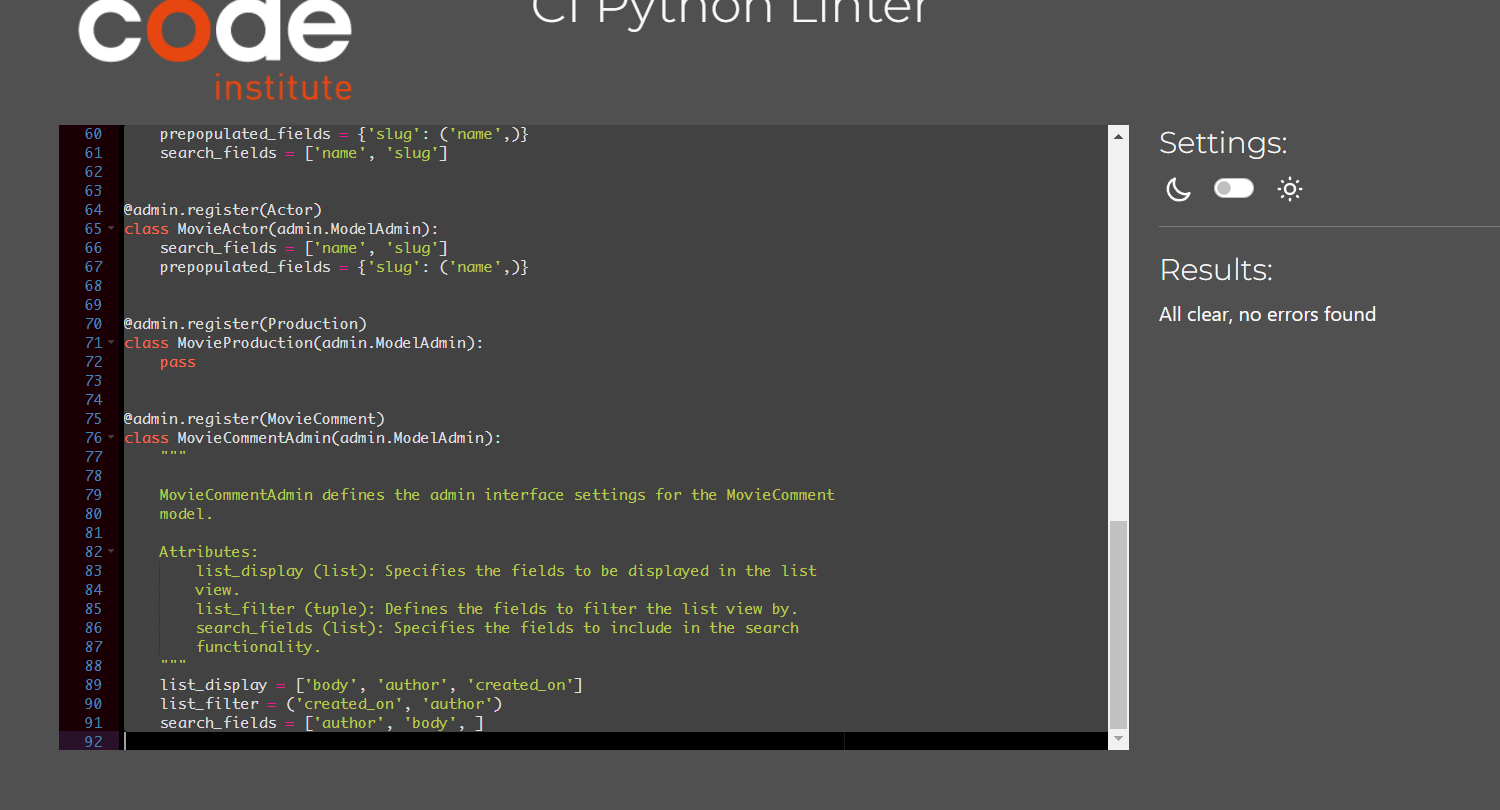 code
institute
CI Python Linter
60 prepopulated_fields = {'slug': ('name',)}
61 search_fields = ['name', 'slug']
62
63
64 @admin.register(Actor)
65 class MovieActor(admin.ModelAdmin):
66 search_fields = ['name', 'slug']
67 prepopulated_fields = {'slug': ('name',)}
68
69
70 @admin.register(Production)
71 class MovieProduction(admin.ModelAdmin):
72 pass
73
74
75 @admin.register(MovieComment)
76 class MovieCommentAdmin(admin.ModelAdmin):
77 """
78
79 MovieCommentAdmin defines the admin interface settings for the MovieComment
80 model.
81
82 Attributes:
83 list_display (list): Specifies the fields to be displayed in the list
84 view.
85 list_filter (tuple): Defines the fields to filter the list view by.
86 search_fields (list): Specifies the fields to include in the search
87 functionality.
88 """
89 list_display = ['body', 'author', 'created_on']
90 list_filter = ('created_on', 'author')
91 search_fields = ['author', 'body', ]
92
Settings:
Results:
All clear, no errors found